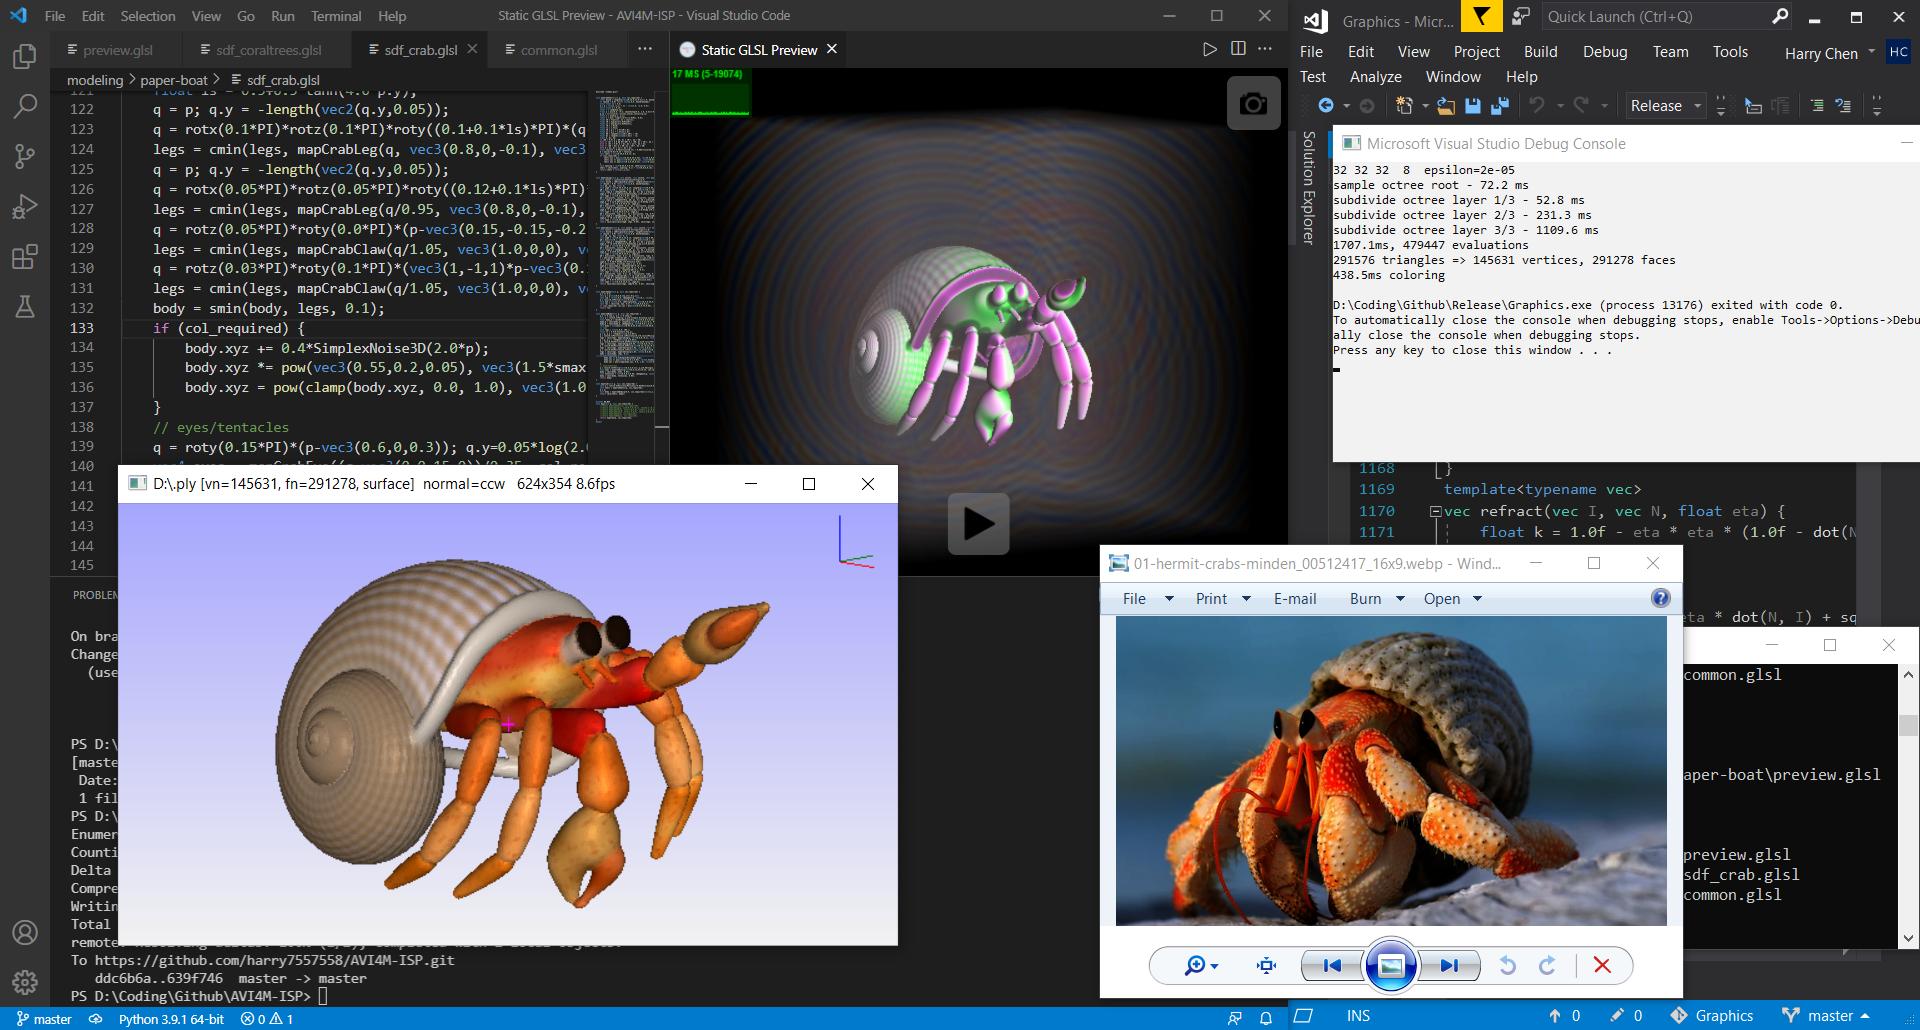 File Edit Selection View Go Run Terminal Help
Static GLSL Preview - AVI4M-ISP - Visual Studio Code
preview.glsl sdf_coraltrees.glsl sdf_crab.glsl common.glsl
modeling > paper-boat > sdf_crab.glsl
122 q = p; q.y = -length(vec2(q.y,0.05));
123 q = rotx(0.1*PI)*rotz(0.1*PI)*roty((0.1+0.1*ls)*PI)*(q
124 legs = cmin(legs, mapCrabLeg(q, vec3(0.8,0,-0.1), vec3
125 q = p; q.y = -length(vec2(q.y,0.05));
126 q = rotx(0.05*PI)*rotz(0.05*PI)*roty((0.12+0.1*ls)*PI)
127 legs = cmin(legs, mapCrabLeg(q/0.95, vec3(0.8,0,-0.1),
128 q = rotz(0.05*PI)*roty(0.0*PI)*(p-vec3(0.15,-0.15,-0.2
129 legs = cmin(legs, mapCrabClaw(q/1.05, vec3(1.0,0,0), v
130 q = rotz(0.03*PI)*roty(0.1*PI)*(vec3(1,-1,1)*p-vec3(0.
131 legs = cmin(legs, mapCrabClaw(q/1.05, vec3(1.0,0,0), v
132 body = smin(body, legs, 0.1);
133 if (col_required) {
134 body.xyz += 0.4*SimplexNoise3D(2.0*p);
135 body.xyz *= pow(vec3(0.55,0.2,0.05), vec3(1.5*smax
136 body.xyz = pow(clamp(body.xyz, 0.0, 1.0), vec3(1.0
137 }
138 // eyes/tentacles
139 q = roty(0.15*PI)*(p-vec3(0.6,0,0.3)); q.y=0.05*log(2.
140
141
142
143
144
145
Static GLSL Preview
17 MS (5-19074)
D:\.ply [vn=145631, fn=291278, surface] normal=ccw 624x354 8.6fps
PROBLEM
On bra
Change
(use
PS D:\
[maste
Date:
1 fil
PS D:\
Enumer
Counti
Delta
Compre
Writin
Total
To https://github.com/harry7557558/AVI4M-ISP.git
ddc6b6a..639f746 master -> master
PS D:\Coding\Github\AVI4M-ISP>
master Python 3.9.1 64-bit 0 1
Graphics - Micr...
Quick Launch (Ctrl+Q)
File Edit View Project Build Debug Team Tools
Harry Chen HC
Test Analyze Window Help
Release
Solution Explorer
Microsoft Visual Studio Debug Console
32 32 32 8 epsilon=2e-05
sample octree root - 72.2 ms
subdivide octree layer 1/3 - 52.8 ms
subdivide octree layer 2/3 - 231.3 ms
subdivide octree layer 3/3 - 1109.6 ms
1707.1ms, 479447 evaluations
291576 triangles => 145631 vertices, 291278 faces
438.5ms coloring
D:\Coding\Github\Release\Graphics.exe (process 13176) exited with code 0.
To automatically close the console when debugging stops, enable Tools->Options->Debu
ally close the console when debugging stops.
Press any key to close this window . . .
1168 }
1169 template<typename vec>
1170 vec refract(vec I, vec N, float eta) {
1171 float k = 1.0f - eta * eta * (1.0f - dot(N
eta * dot(N, I) + sq
01-hermit-crabs-minden_00512417_16x9.webp - Wind...
File Print E-mail Burn Open
common.glsl
aper-boat\preview.glsl
preview.glsl
sdf_crab.glsl
common.glsl
INS
0 0 Graphics master